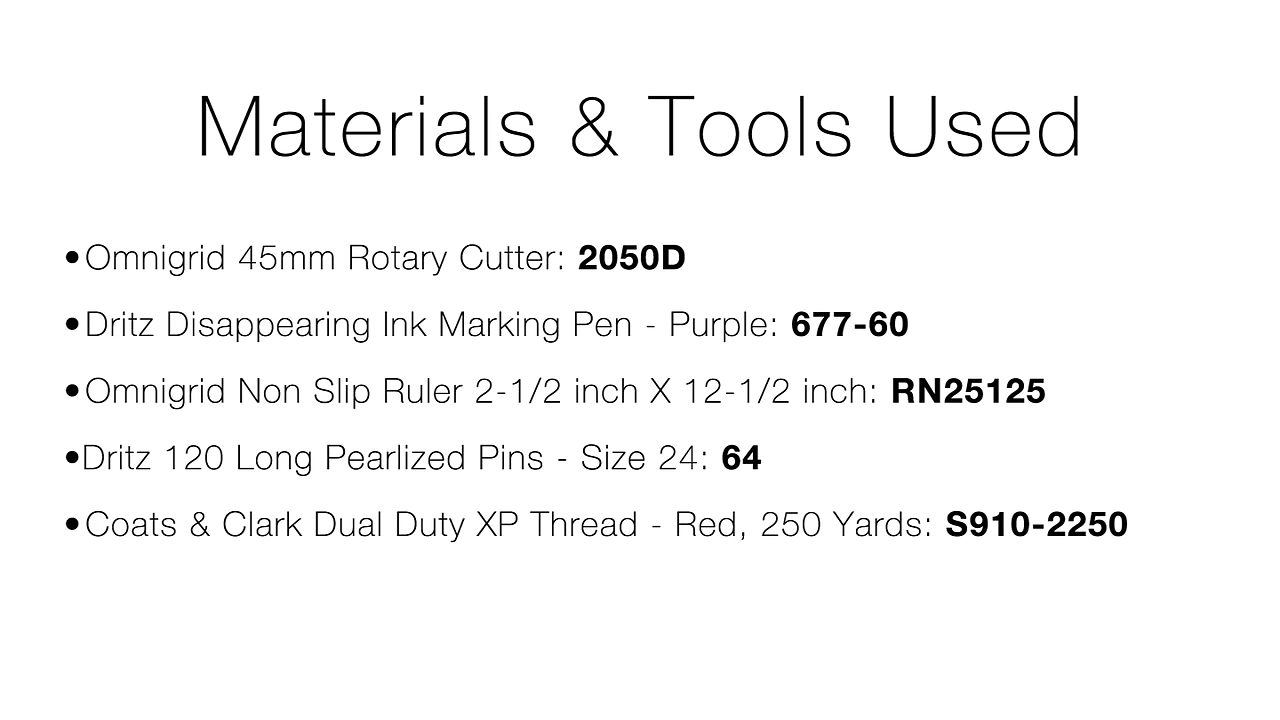 Materials & Tools Used
•Omnigrid 45mm Rotary Cutter: 2050D
•Dritz Disappearing Ink Marking Pen - Purple: 677-60
•Omnigrid Non Slip Ruler 2-1/2 inch X 12-1/2 inch: RN25125
•Dritz 120 Long Pearlized Pins - Size 24: 64
•Coats & Clark Dual Duty XP Thread - Red, 250 Yards: S910-2250